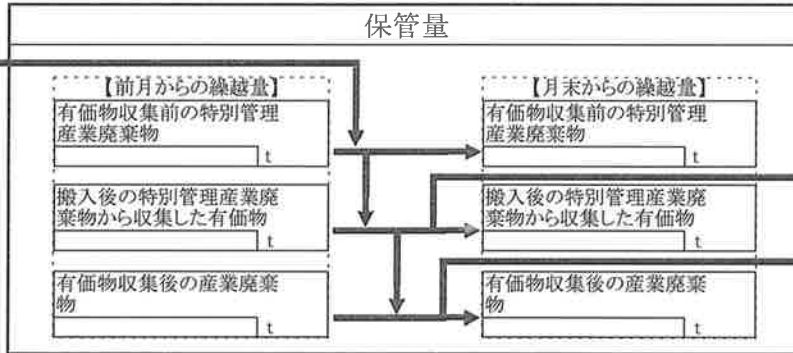 保管量
【前月からの繰越量】
有価物収集前の特別管理
産業廃棄物
t
搬入後の特別管理産業廃
棄物から収集した有価物
t
有価物収集後の産業廃棄
物
t
【月末からの繰越量】
有価物収集前の特別管理
産業廃棄物
t
搬入後の特別管理産業廃
棄物から収集した有価物
t
有価物収集後の産業廃棄
物
t